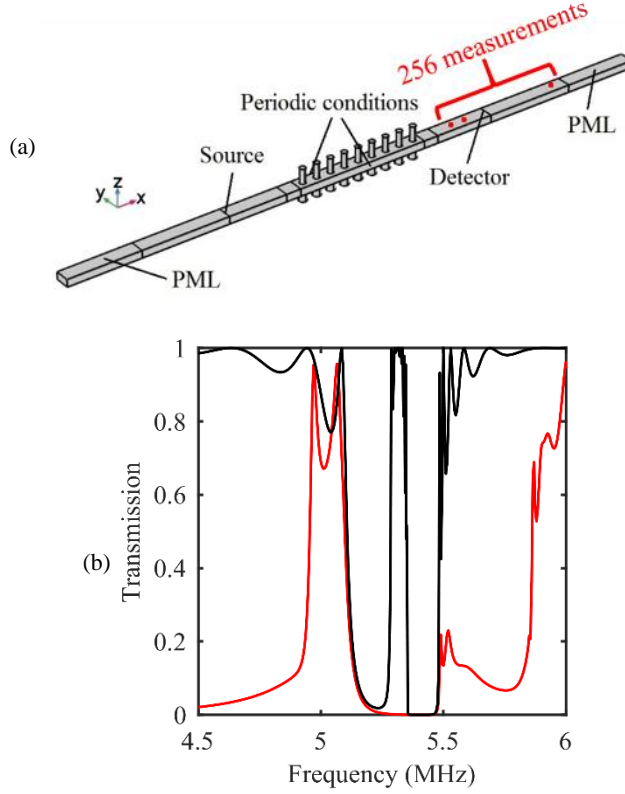 256 measurements
Periodic conditions
PML
(a)
Source
Detector
z
y
x
PML
1
0.8
0.6
Transmission
(b)
0.4
0.2
0
4.5 5 5.5 6
Frequency (MHz)